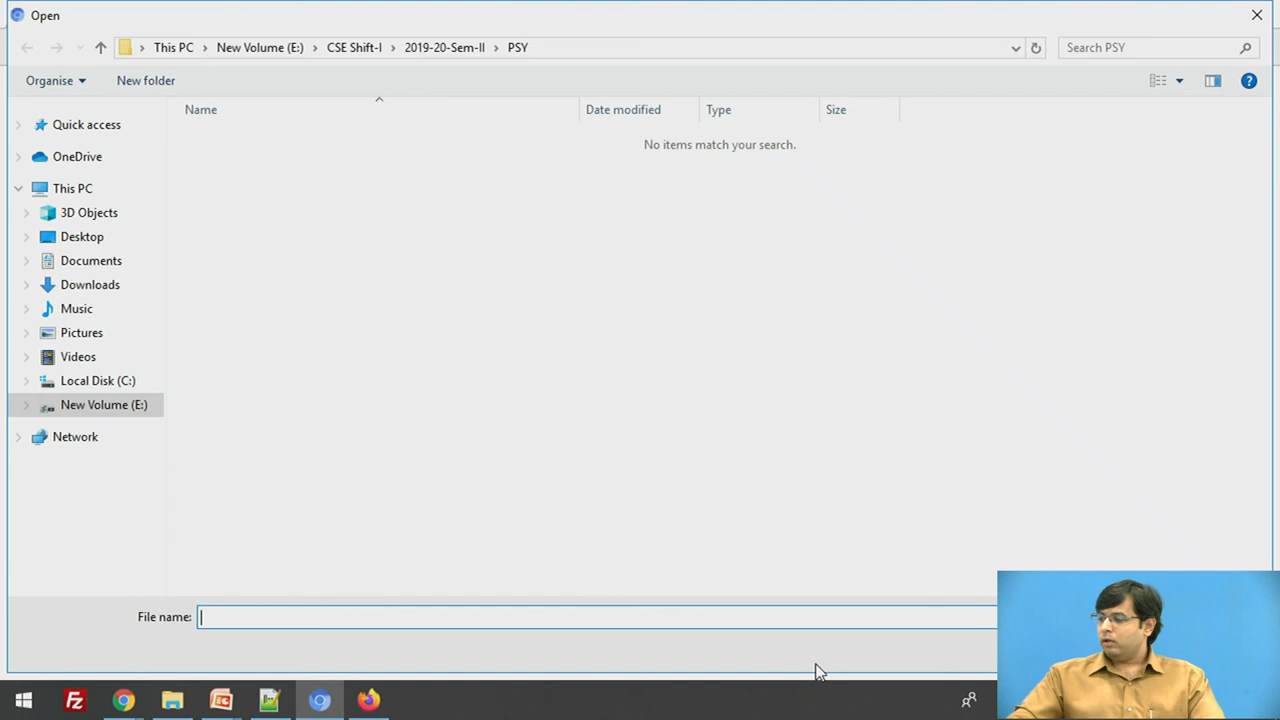 Open
This PC > New Volume (E:) > CSE Shift-I > 2019-20-Sem-II > PSY
Search PSY
Organise
New folder
Name
Date modified
Type
Size
No items match your search.
Quick access
OneDrive
This PC
3D Objects
Desktop
Documents
Downloads
Music
Pictures
Videos
Local Disk (C:)
New Volume (E:)
Network
File name: